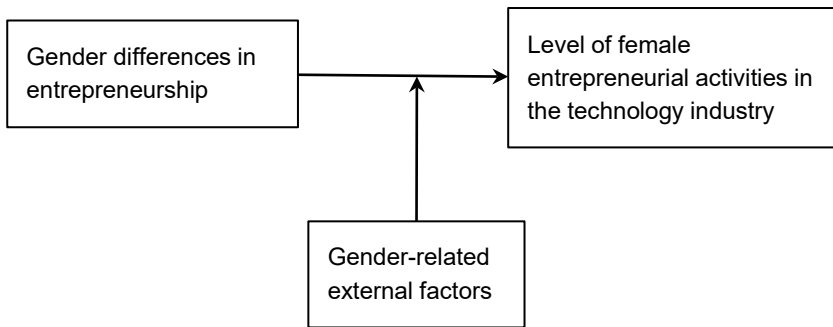 Gender differences in
entrepreneurship
Level of female
entrepreneurial activities in
the technology industry
Gender-related
external factors